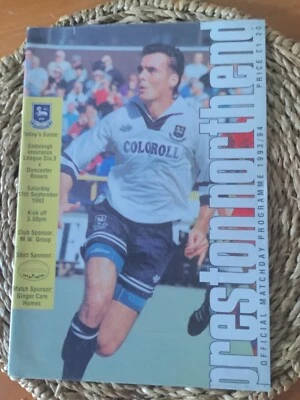 Today's Game
Endsleigh
Insurance
League Div.3
v
Doncaster
Rovers
Saturday
September
1993
Kick off
3.00pm
Club Sponsor
M.W. Group
Shirt Sponsor
Match Sponsor
Ginger Care
Homes
COLOROLL
preston north end
OFFICIAL MATCHDAY PROGRAMME 1993/94
PRICE £1.20